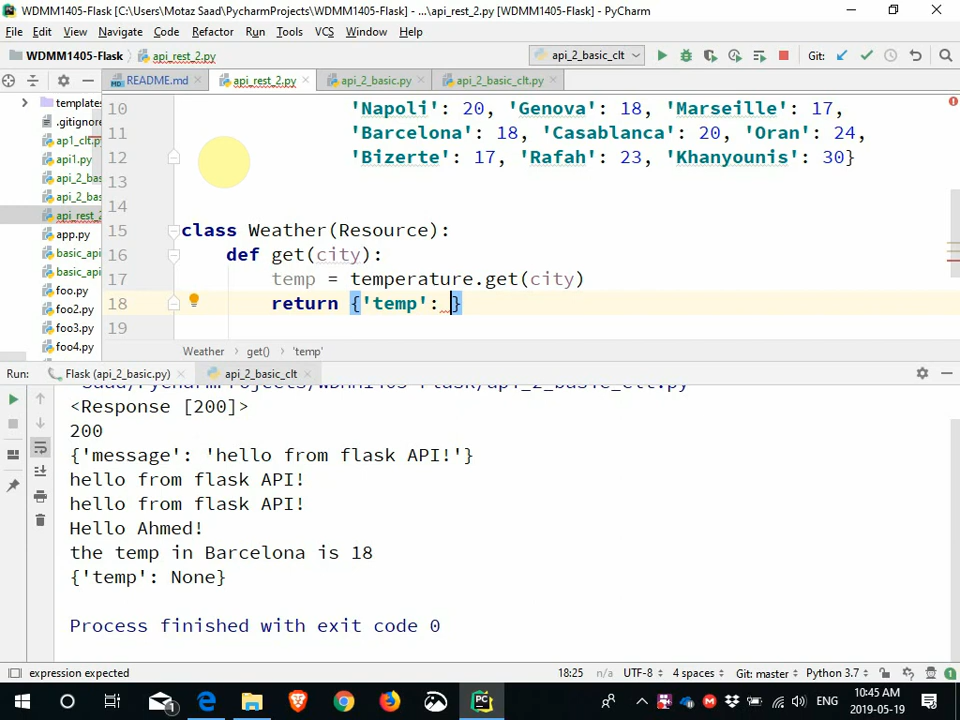 WDMM1405-Flask [C:\Users\Motaz Saad\PycharmProjects\WDMM1405-Flask] - ...\api_rest_2.py [WDMM1405-Flask] - PyCharm
File Edit View Navigate Code Refactor Run Tools VCS Window Help
WDMM1405-Flask api_rest_2.py api_2_basic_clt Git:
README.md api_rest_2.py api_2_basic.py api_2_basic_clt.py
templates
.gitignore
ap1_clt.py
api1.py
api_2_bas
api_2_bas
api_rest_2
app.py
basic_api
basic_api
foo.py
foo2.py
foo3.py
foo4.py
10 'Napoli': 20, 'Genova': 18, 'Marseille': 17,
11 'Barcelona': 18, 'Casablanca': 20, 'Oran': 24,
12 'Bizerte': 17, 'Rafah': 23, 'Khanyounis': 30}
13
14
15 class Weather(Resource):
16 def get(city):
17 temp = temperature.get(city)
18 return {'temp': }
19
Weather get() 'temp'
Run: Flask (api_2_basic.py) api_2_basic_clt
Saad/PycharmProjects/WDMM1405-Flask/api_2_basic_clt.py
<Response [200]>
200
{'message': 'hello from flask API!'}
hello from flask API!
hello from flask API!
Hello Ahmed!
the temp in Barcelona is 18
{'temp': None}
Process finished with exit code 0
expression expected 18:25 n/a UTF-8 4 spaces Git: master Python 3.7
ENG 10:45 AM
2019-05-19